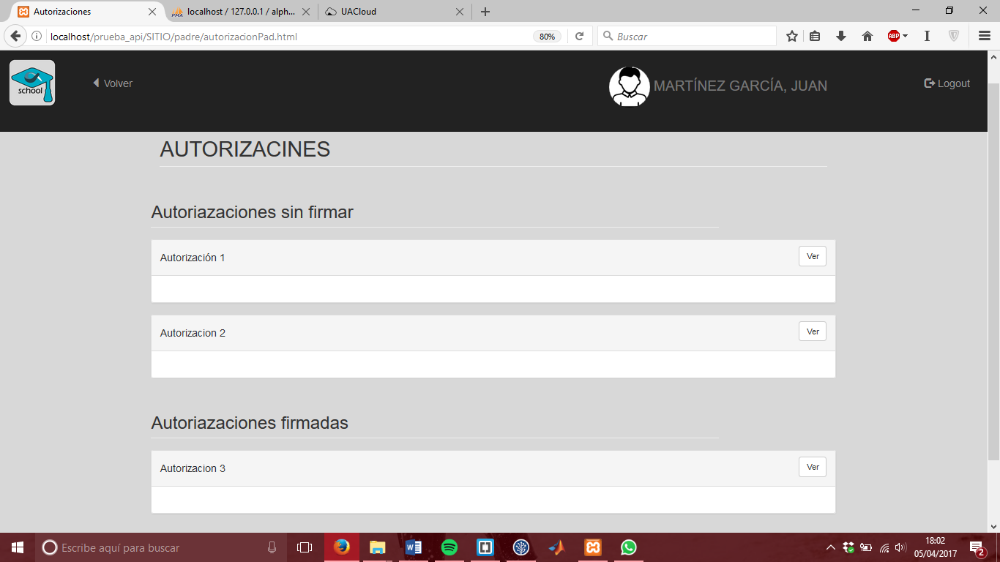 Autorizaciones
PMA localhost / 127.0.0.1 / alph...
UACloud
localhost/prueba_api/SITIO/padre/autorizacionPad.html
80%
Buscar
ABP
school
Volver
MARTÍNEZ GARCÍA, JUAN
Logout
AUTORIZACINES
Autoriazaciones sin firmar
Autorización 1
Ver
Autorizacion 2
Ver
Autoriazaciones firmadas
Autorizacion 3
Ver
Escribe aquí para buscar
18:02
05/04/2017
2